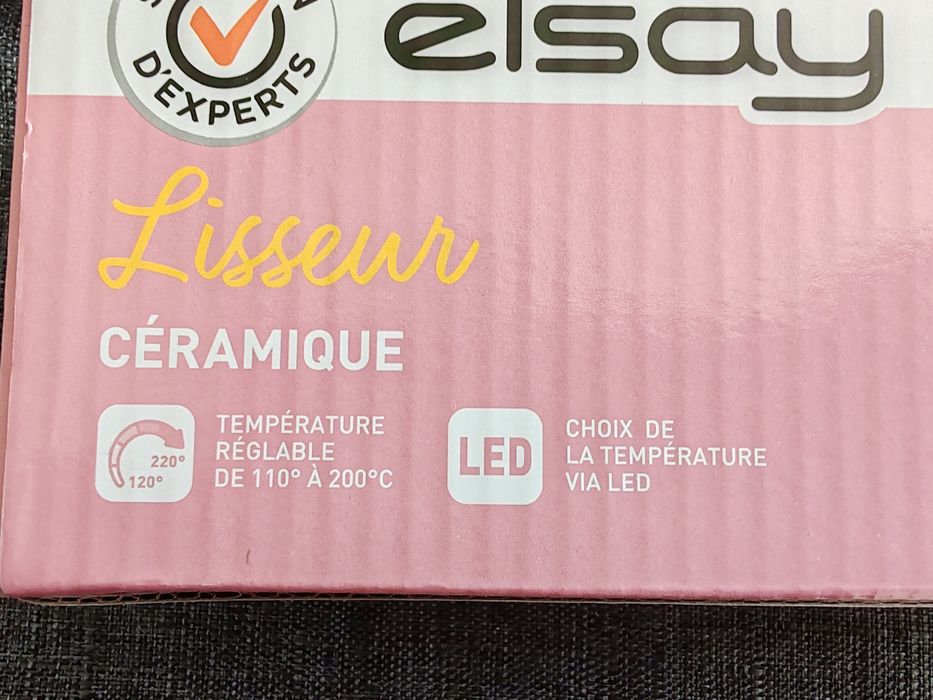 D'EXPERTS
elsay
Lisseur
CÉRAMIQUE
220°
120°
TEMPÉRATURE
RÉGLABLE
DE 110° À 200°C
LED
CHOIX DE
LA TEMPÉRATURE
VIA LED